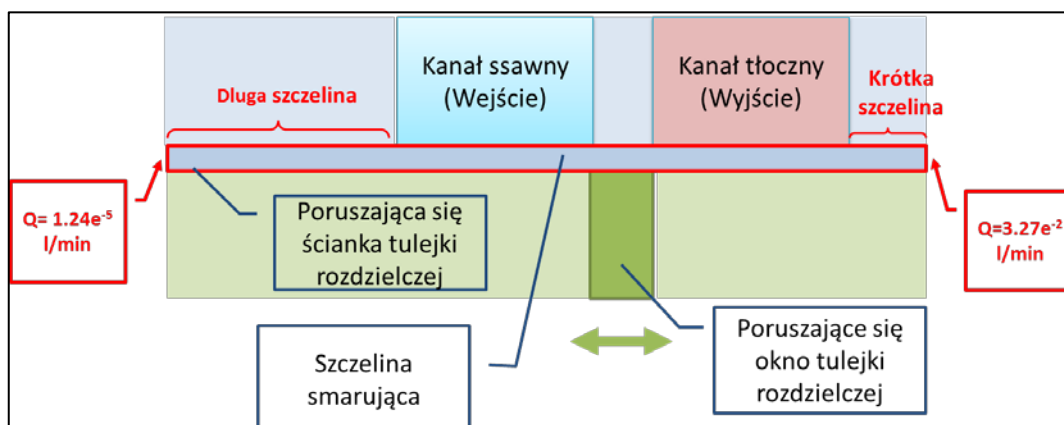 Kanał ssawny
(Wejście)
Kanał tłoczny
(Wyjście)
Dluga szczelina
Krótka
szczelina
Q= 1.24e-5
l/min
Poruszająca się
ścianka tulejki
rozdzielczej
Q=3.27e-2
l/min
Szczelina
smarująca
Poruszające się
okno tulejki
rozdzielczej